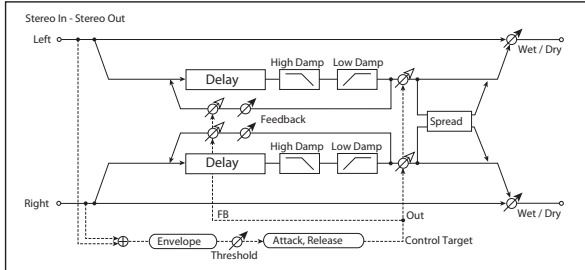 Stereo In - Stereo Out
Left
Wet / Dry
High Damp
Low Damp
Delay
Feedback
Spread
High Damp
Low Damp
Delay
Right
Wet / Dry
FB
Out
Envelope
Threshold
Attack, Release
Control Target